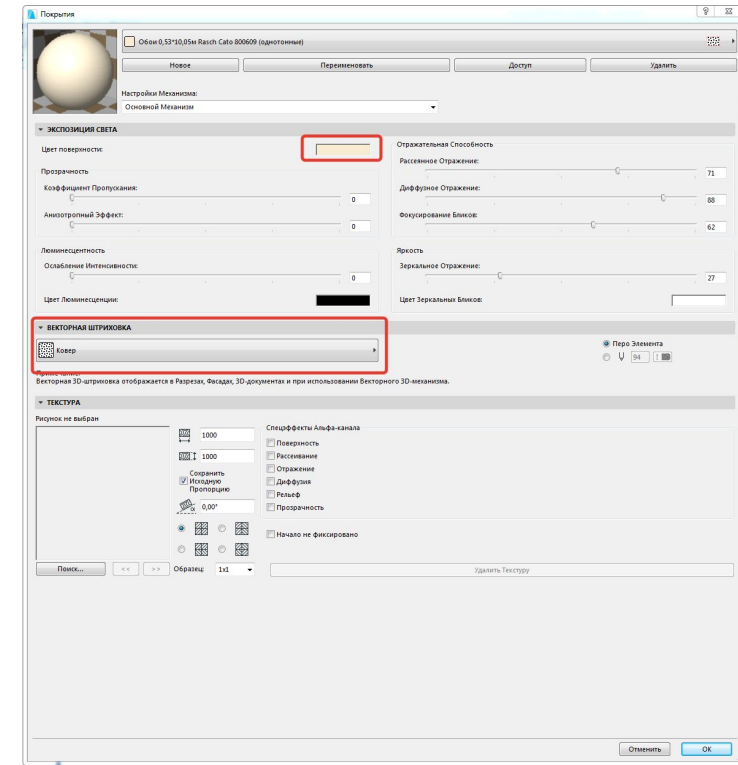 Покрытия
Обои 0,53*10,05м Rasch Cato 800609 (однотонные)
Новое Переименовать Доступ Удалить
Настройки Механизма:
Основной Механизм
ЭКСПОЗИЦИЯ СВЕТА
Цвет поверхности:
Прозрачность
Коэффициент Пропускания:
0
Анизотропный Эффект:
0
Отражательная Способность
Рассеянное Отражение:
71
Диффузное Отражение:
88
Фокусирование Бликов:
62
Люминесцентность
Ослабление Интенсивности:
0
Цвет Люминесценции:
Яркость
Зеркальное Отражение:
27
Цвет Зеркальных Бликов:
ВЕКТОРНАЯ ШТРИХОВКА
Ковер
Перо Элемента
94
Примечание:
Векторная 3D-штриховка отображается в Разрезах, Фасадах, 3D-документах и при использовании Векторного 3D-механизма.
ТЕКСТУРА
Рисунок не выбран
1000
1000
Сохранить
Исходную
Пропорцию
0,00°
Спецэффекты Альфа-канала
Поверхность
Рассеивание
Отражение
Диффузия
Рельеф
Прозрачность
Начало не фиксировано
Поиск... << >> Образец: 1x1 Удалить Текстуру
Отменить OK